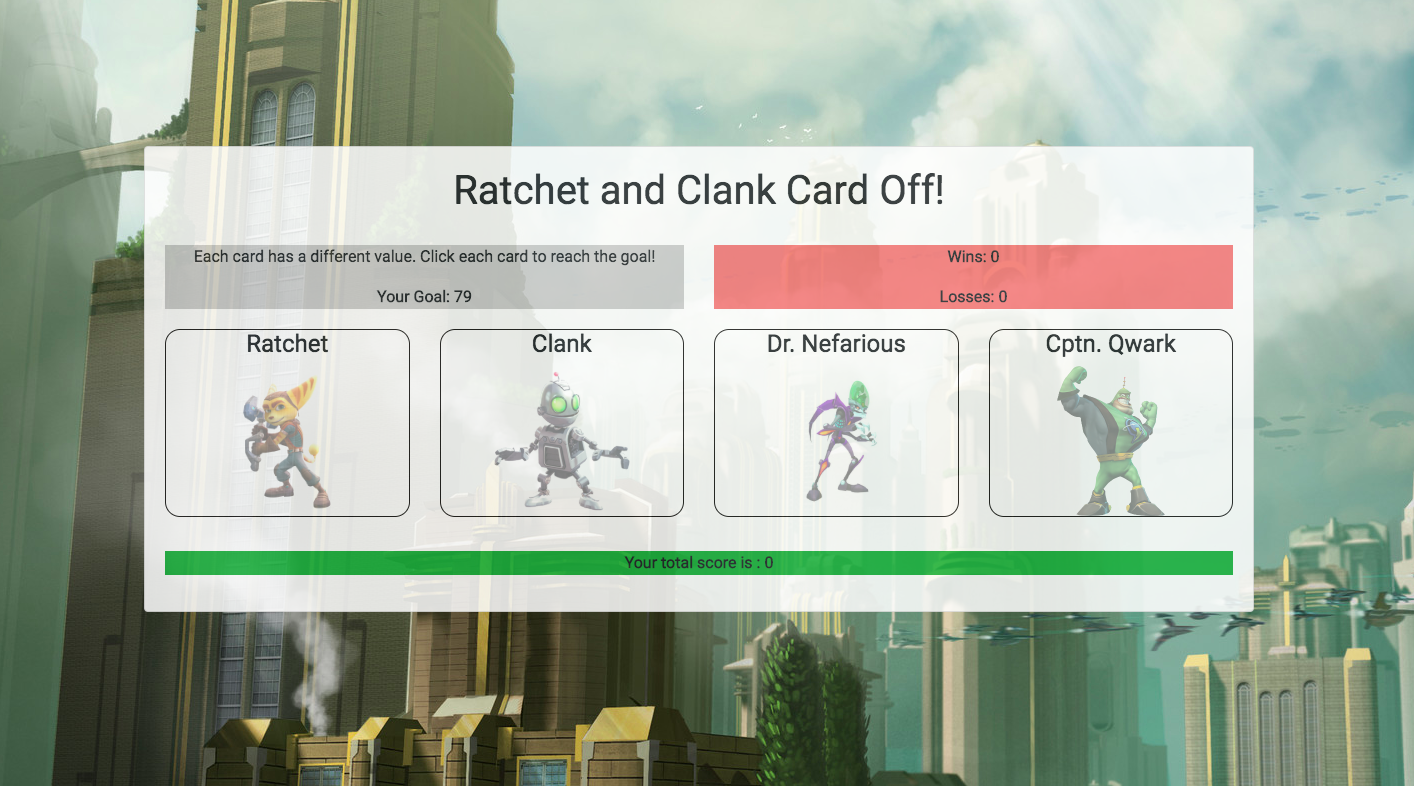 Ratchet and Clank Card Off!
Each card has a different value. Click each card to reach the goal!
Your Goal: 79
Wins: 0
Losses: 0
Ratchet
Clank
Dr. Nefarious
Cptn. Qwark
Your total score is : 0